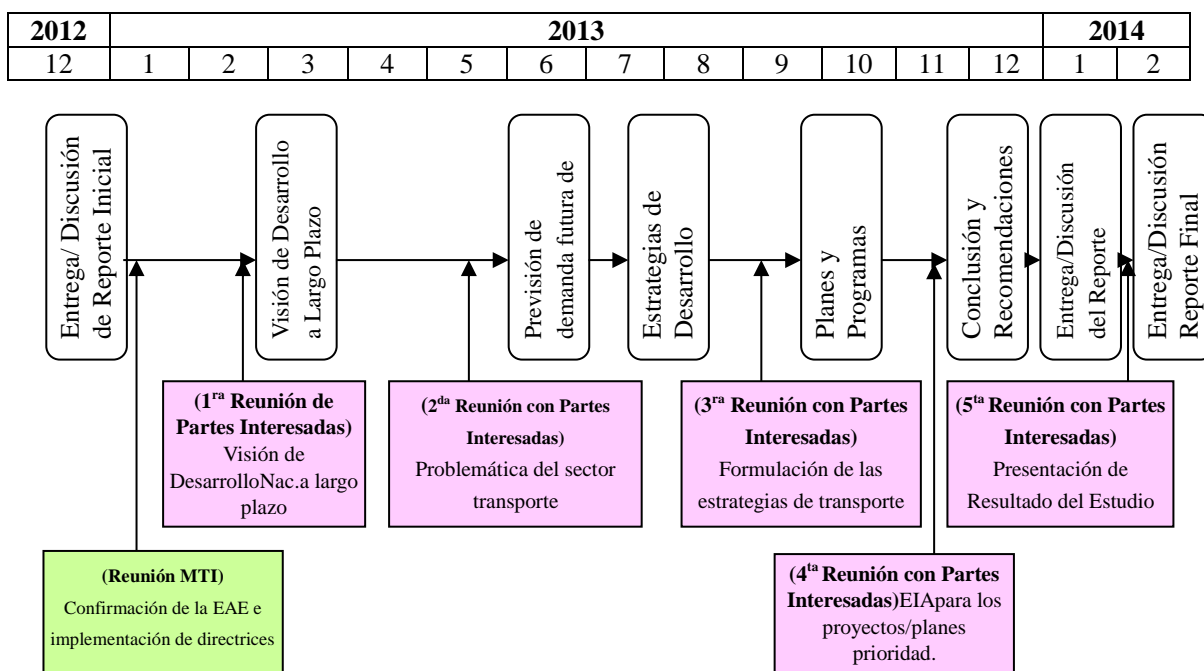 2012 2013 2014
12 1 2 3 4 5 6 7 8 9 10 11 12 1 2
Entrega/ Discusión
de Reporte Inicial
Visión de Desarrollo
a Largo Plazo
Previsión de
demanda futura de
Estrategias de
Desarrollo
Planes y
Programas
Conclusión y
Recomendaciones
Entrega/Discusión
del Reporte
Entrega/Discusión
Reporte Final
(1ra Reunión de
Partes Interesadas)
Visión de
DesarrolloNac.a largo
plazo
(2da Reunión con Partes
Interesadas)
Problemática del sector
transporte
(3ra Reunión con Partes
Interesadas)
Formulación de las
estrategias de transporte
(5ta Reunión con Partes
Interesadas)
Presentación de
Resultado del Estudio
(Reunión MTI)
Confirmación de la EAE e
implementación de directrices
(4ta Reunión con Partes
Interesadas)EIApara los
proyectos/planes
prioridad.